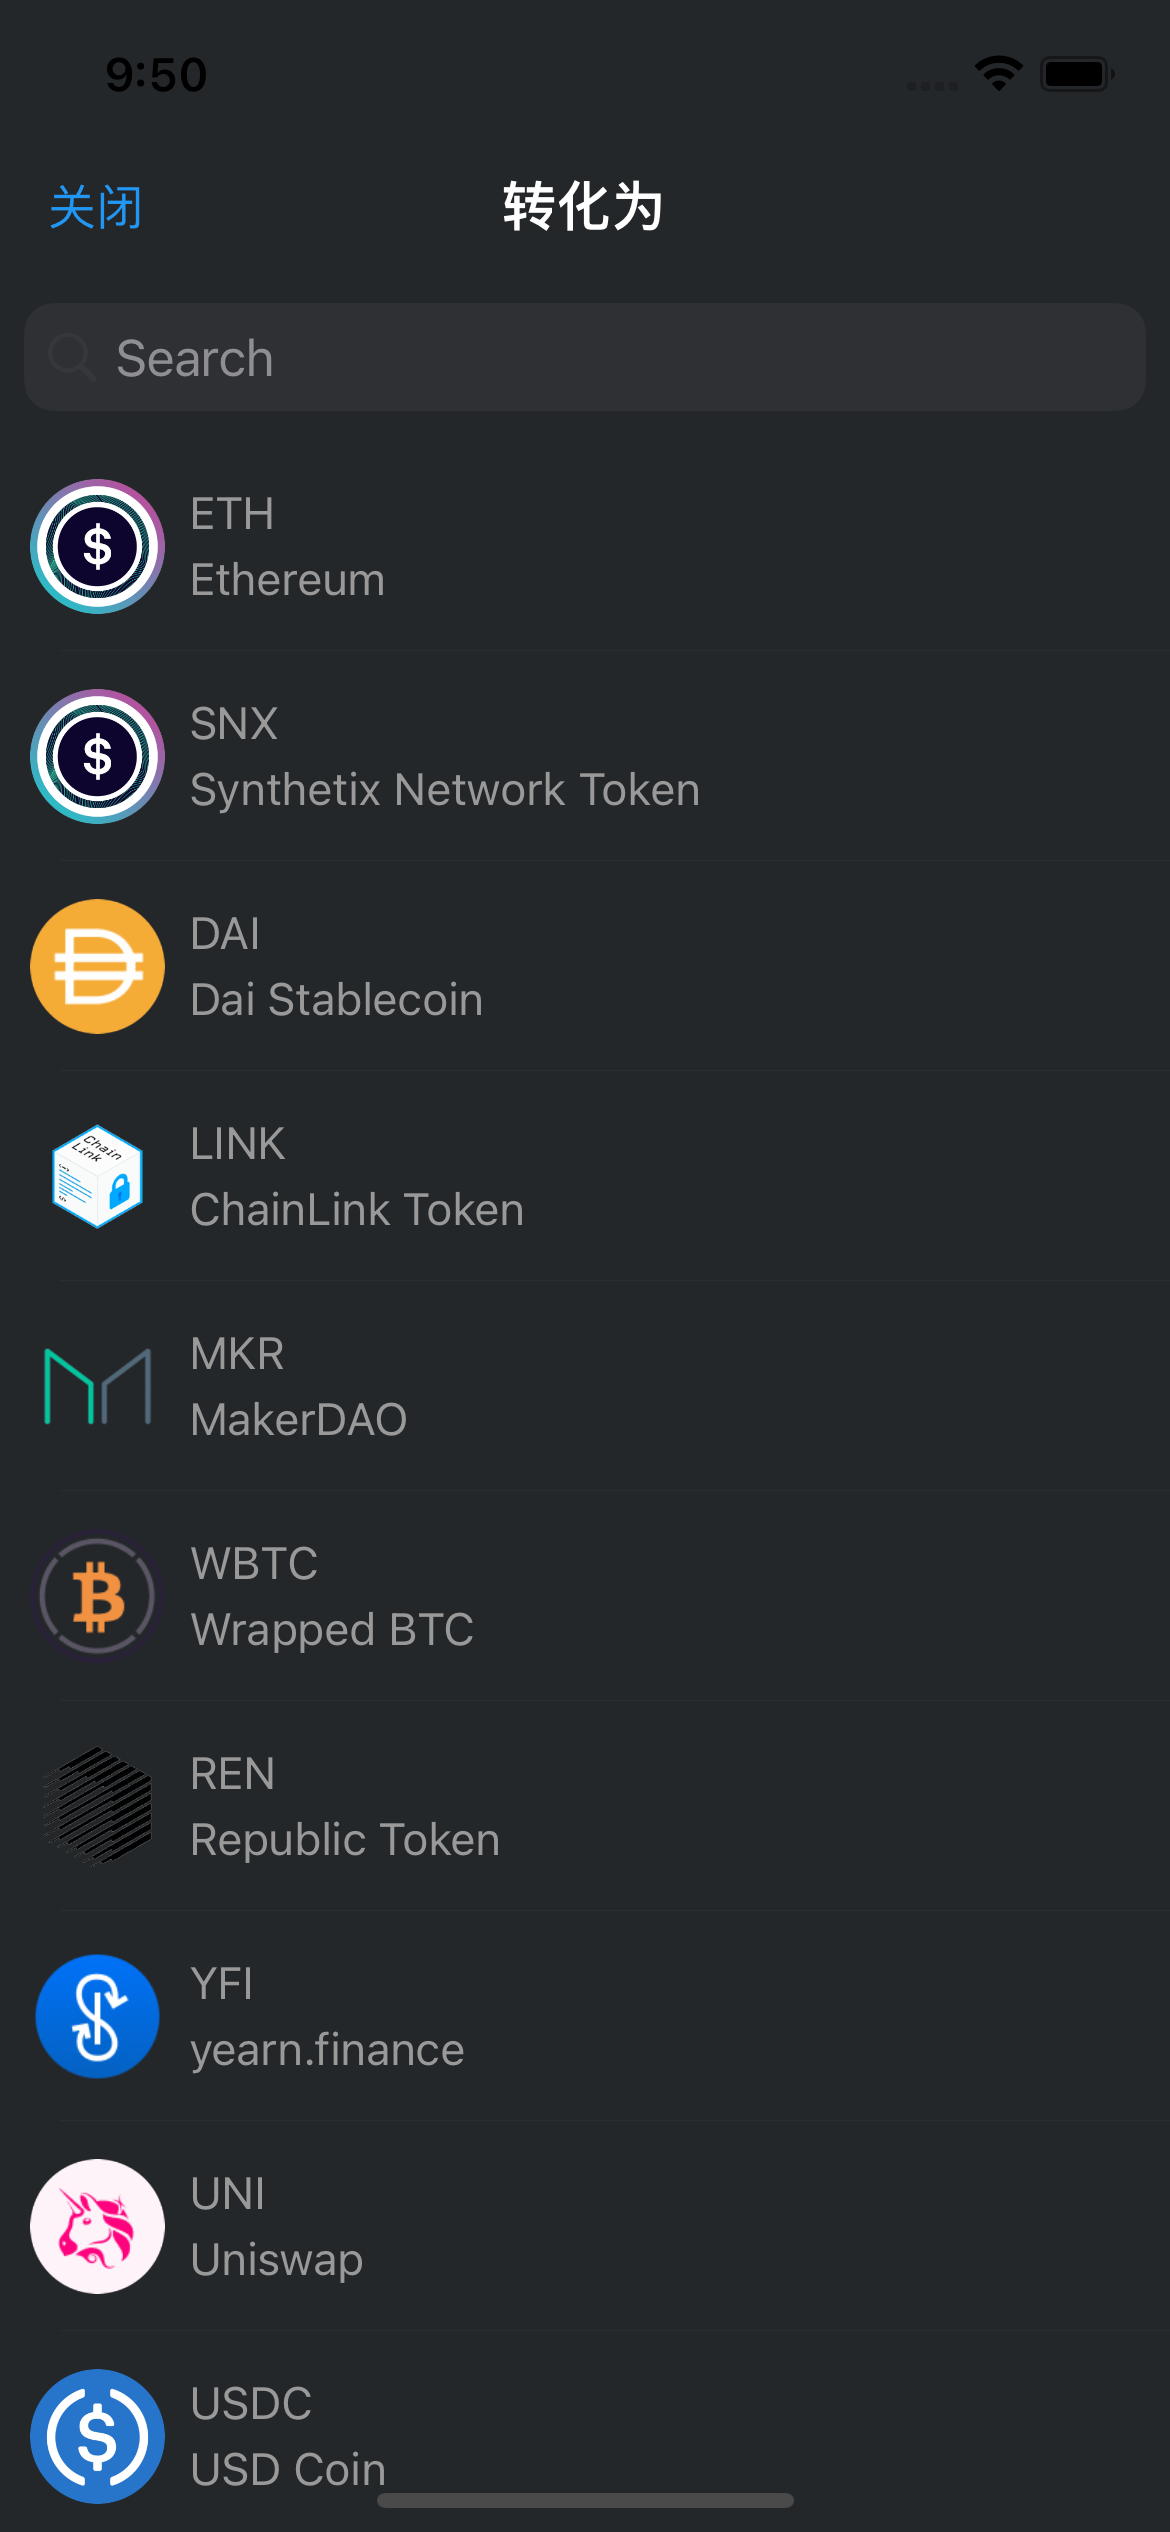 9:50
关闭
转化为
Search
ETH
Ethereum
SNX
Synthetix Network Token
DAI
Dai Stablecoin
Chain
Link
LINK
ChainLink Token
MKR
MakerDAO
WBTC
Wrapped BTC
REN
Republic Token
YFI
yearn.finance
UNI
Uniswap
USDC
USD Coin